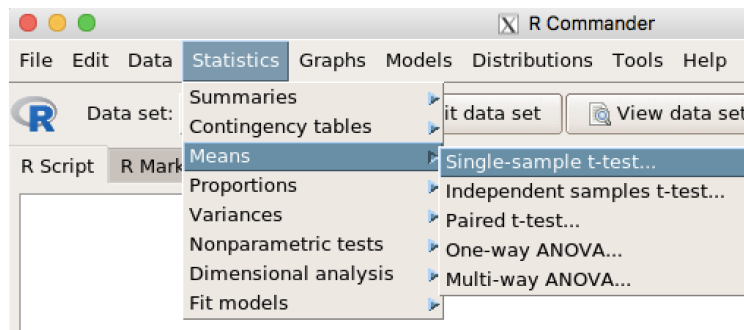 X R Commander
File Edit Data Statistics Graphs Models Distributions Tools Help
R Data set: it data set View data set
R Script R Mark
Summaries
Contingency tables
Means
Proportions
Variances
Nonparametric tests
Dimensional analysis
Fit models
Single-sample t-test...
Independent samples t-test...
Paired t-test...
One-way ANOVA...
Multi-way ANOVA...